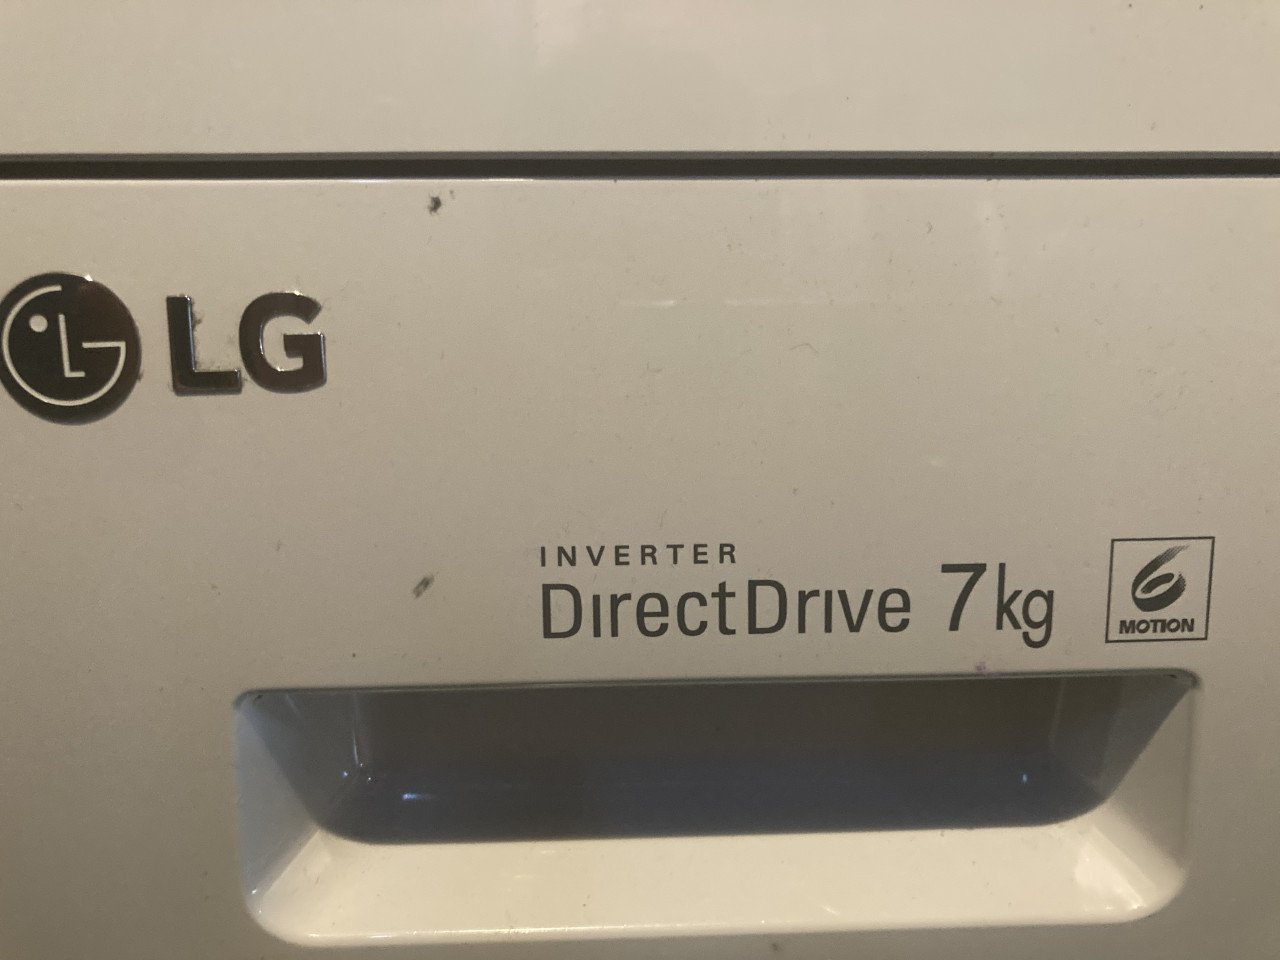 LG
INVERTER
DirectDrive 7kg
6
MOTION